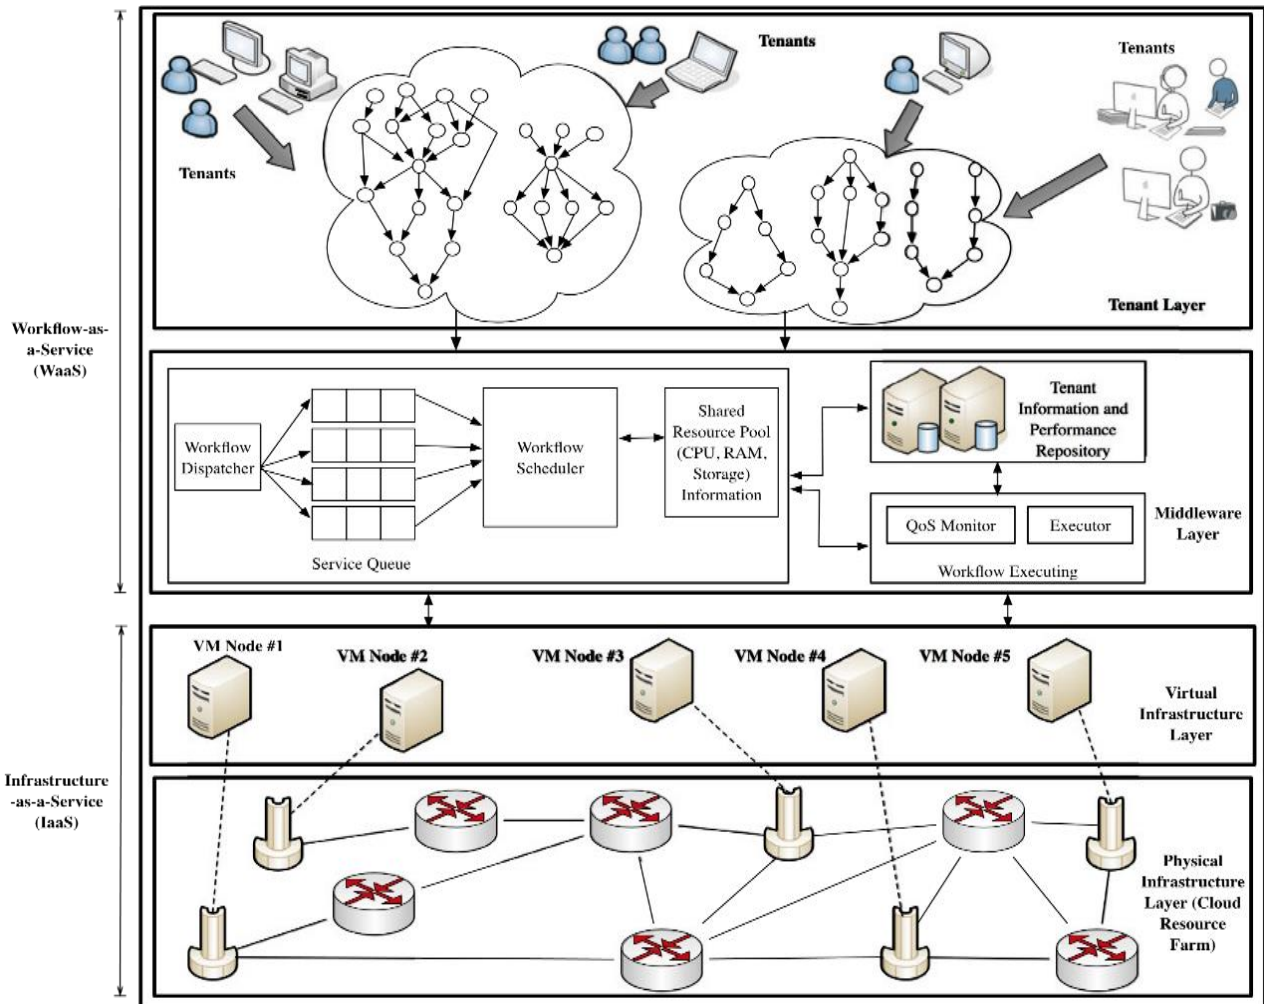 Tenants
Tenants
Tenants
Tenant Layer
Workflow-as-
a-Service
(WaaS)
Workflow
Dispatcher
Service Queue
Workflow
Scheduler
Shared
Resource Pool
(CPU, RAM,
Storage)
Information
Tenant
Information and
Performance
Repository
QoS Monitor
Executor
Workflow Executing
Middleware
Layer
VM Node #1
VM Node #2
VM Node #3
VM Node #4
VM Node #5
Virtual
Infrastructure
Layer
Infrastructure
-as-a-Service
(IaaS)
Physical
Infrastructure
Layer (Cloud
Resource
Farm)